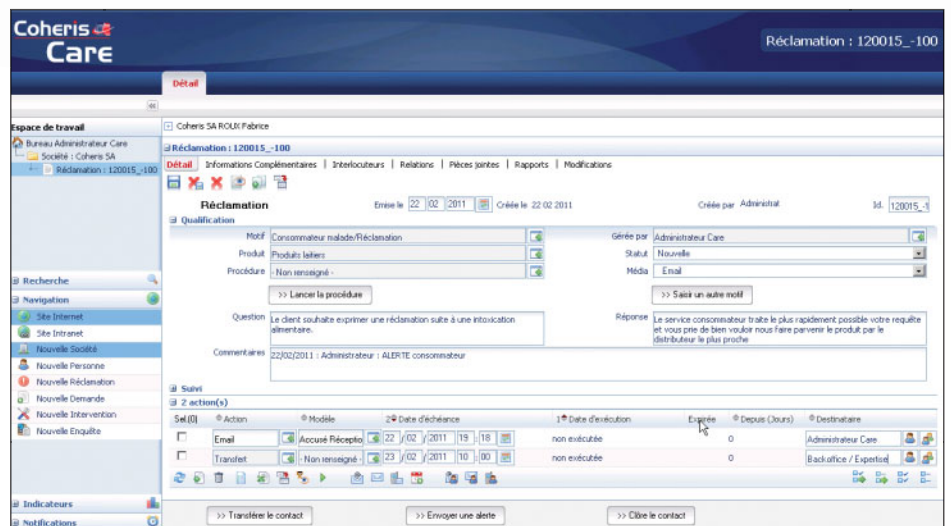 Coheris
Care
Réclamation : 120015_-100
Détail
Espace de travail
Bureau Administrateur Care
Société : Coheris SA
Réclamation : 120015_-100
Recherche
Navigation
Site Internet
Site Intranet
Nouvelle Société
Nouvelle Personne
Nouvelle Réclamation
Nouvelle Demande
Nouvelle Intervention
Nouvelle Enquête
Indicateurs
Notifications
Coheris SA ROUX Fabrice
Réclamation : 120015_-100
Détail | Informations Complémentaires | Interlocuteurs | Relations | Pièces jointes | Rapports | Modifications
Réclamation Emise le 22 02 2011 Créée le 22 02 2011 Créée par Administrat Id. 120015_-1
Qualification
Motif Consommateur malade/Réclamation Gérée par Administrateur Care
Produit Produits laitiers Statut Nouvelle
Procédure - Non renseigné - Média Email
>> Lancer la procédure >> Saisir un autre motif
Question Le client souhaite exprimer une réclamation suite à une intoxication
alimentaire.
Réponse Le service consommateur traite le plus rapidement possible votre requête
et vous prie de bien vouloir nous faire parvenir le produit par le
distributeur le plus proche
Commentaires 22/02/2011 : Administrateur : ALERTE consommateur
Suivi
2 action(s)
Sel.(0) Action Modèle 2 Date d'échéance 1 Date d'exécution Expirée Depuis (Jours) Destinataire
Email Accusé Réceptio 22 / 02 / 2011 19 : 18 non exécutée 0 Administrateur Care
Transfert - Non renseigné - 23 / 02 / 2011 10 : 00 non exécutée 0 Backoffice / Expertise
>> Transférer le contact >> Envoyer une alerte >> Clôre le contact